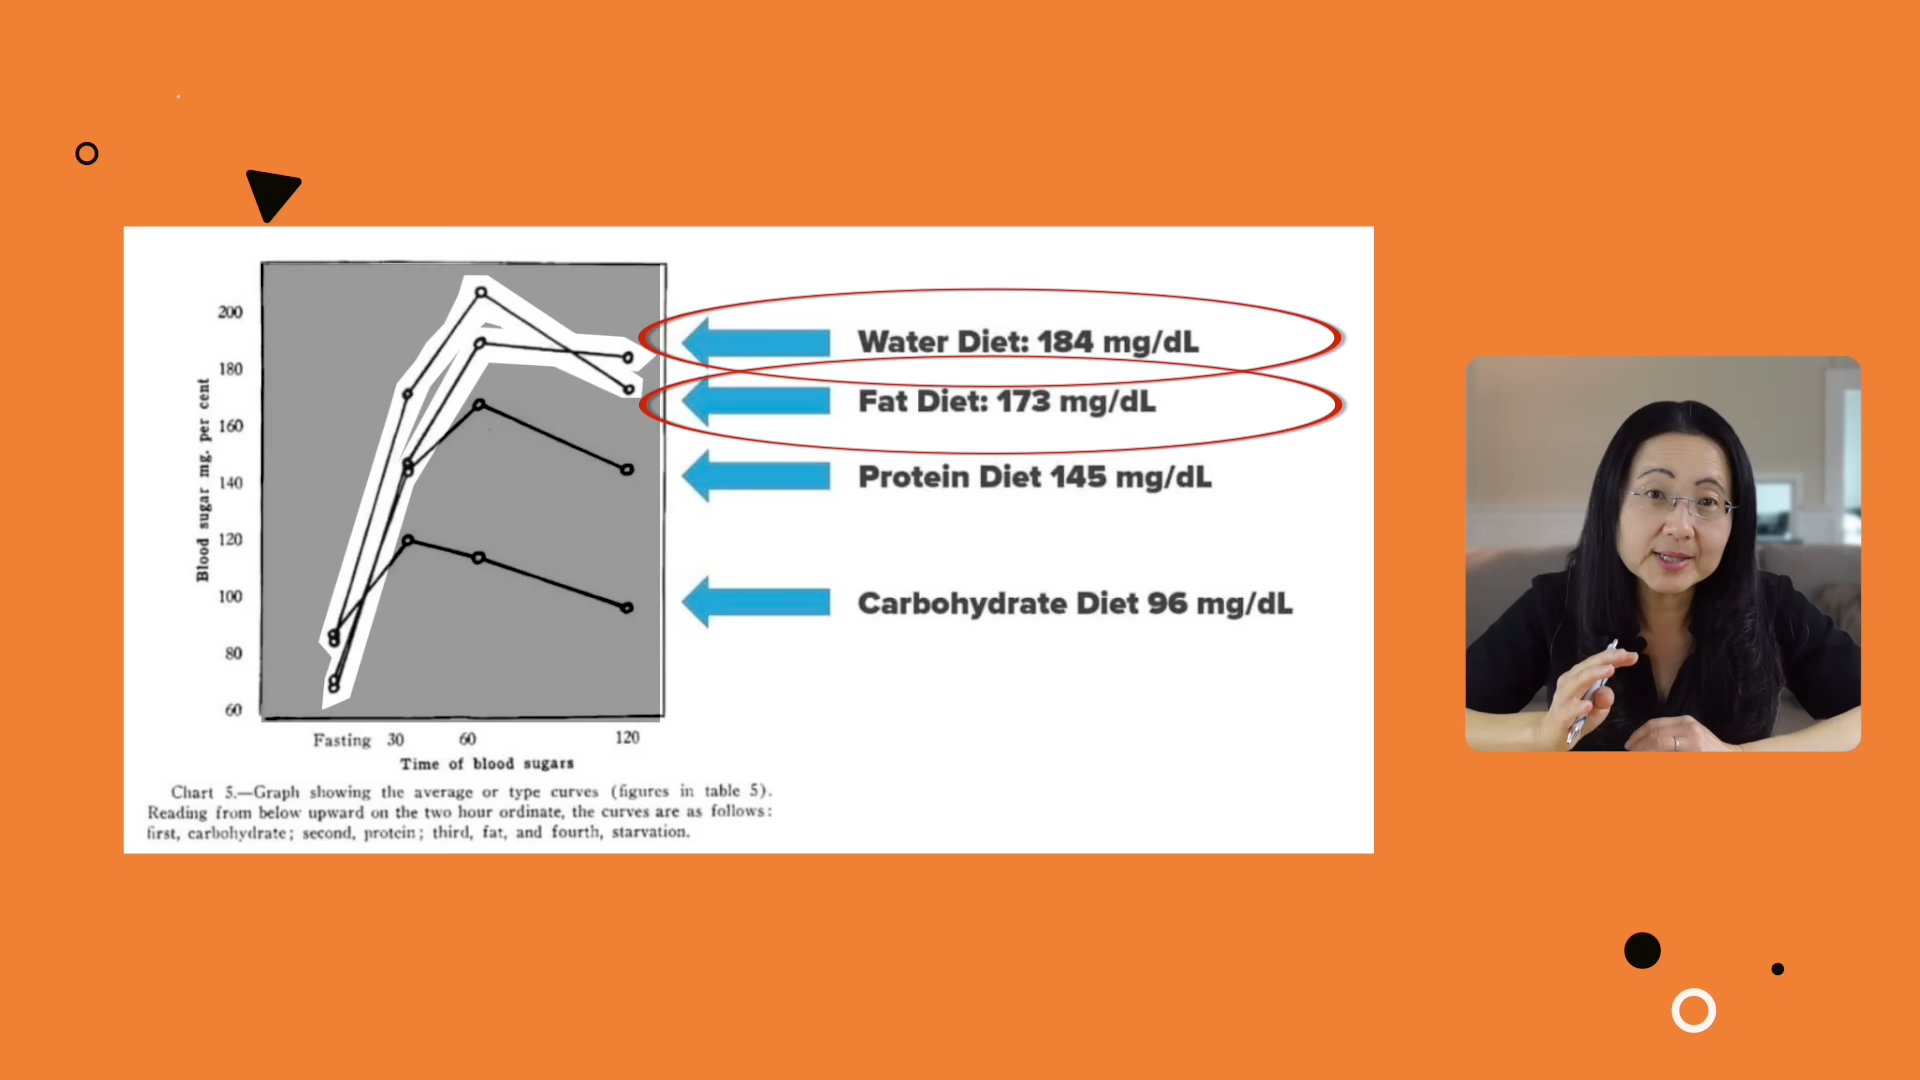 200
180
160
140
120
100
80
60
Blood sugar mg. per cent
Fasting 30 60 120
Time of blood sugars
Water Diet: 184 mg/dL
Fat Diet: 173 mg/dL
Protein Diet 145 mg/dL
Carbohydrate Diet 96 mg/dL
Chart 5.—Graph showing the average or type curves (figures in table 5).
Reading from below upward on the two hour ordinate, the curves are as follows:
first, carbohydrate; second, protein; third, fat, and fourth, starvation.